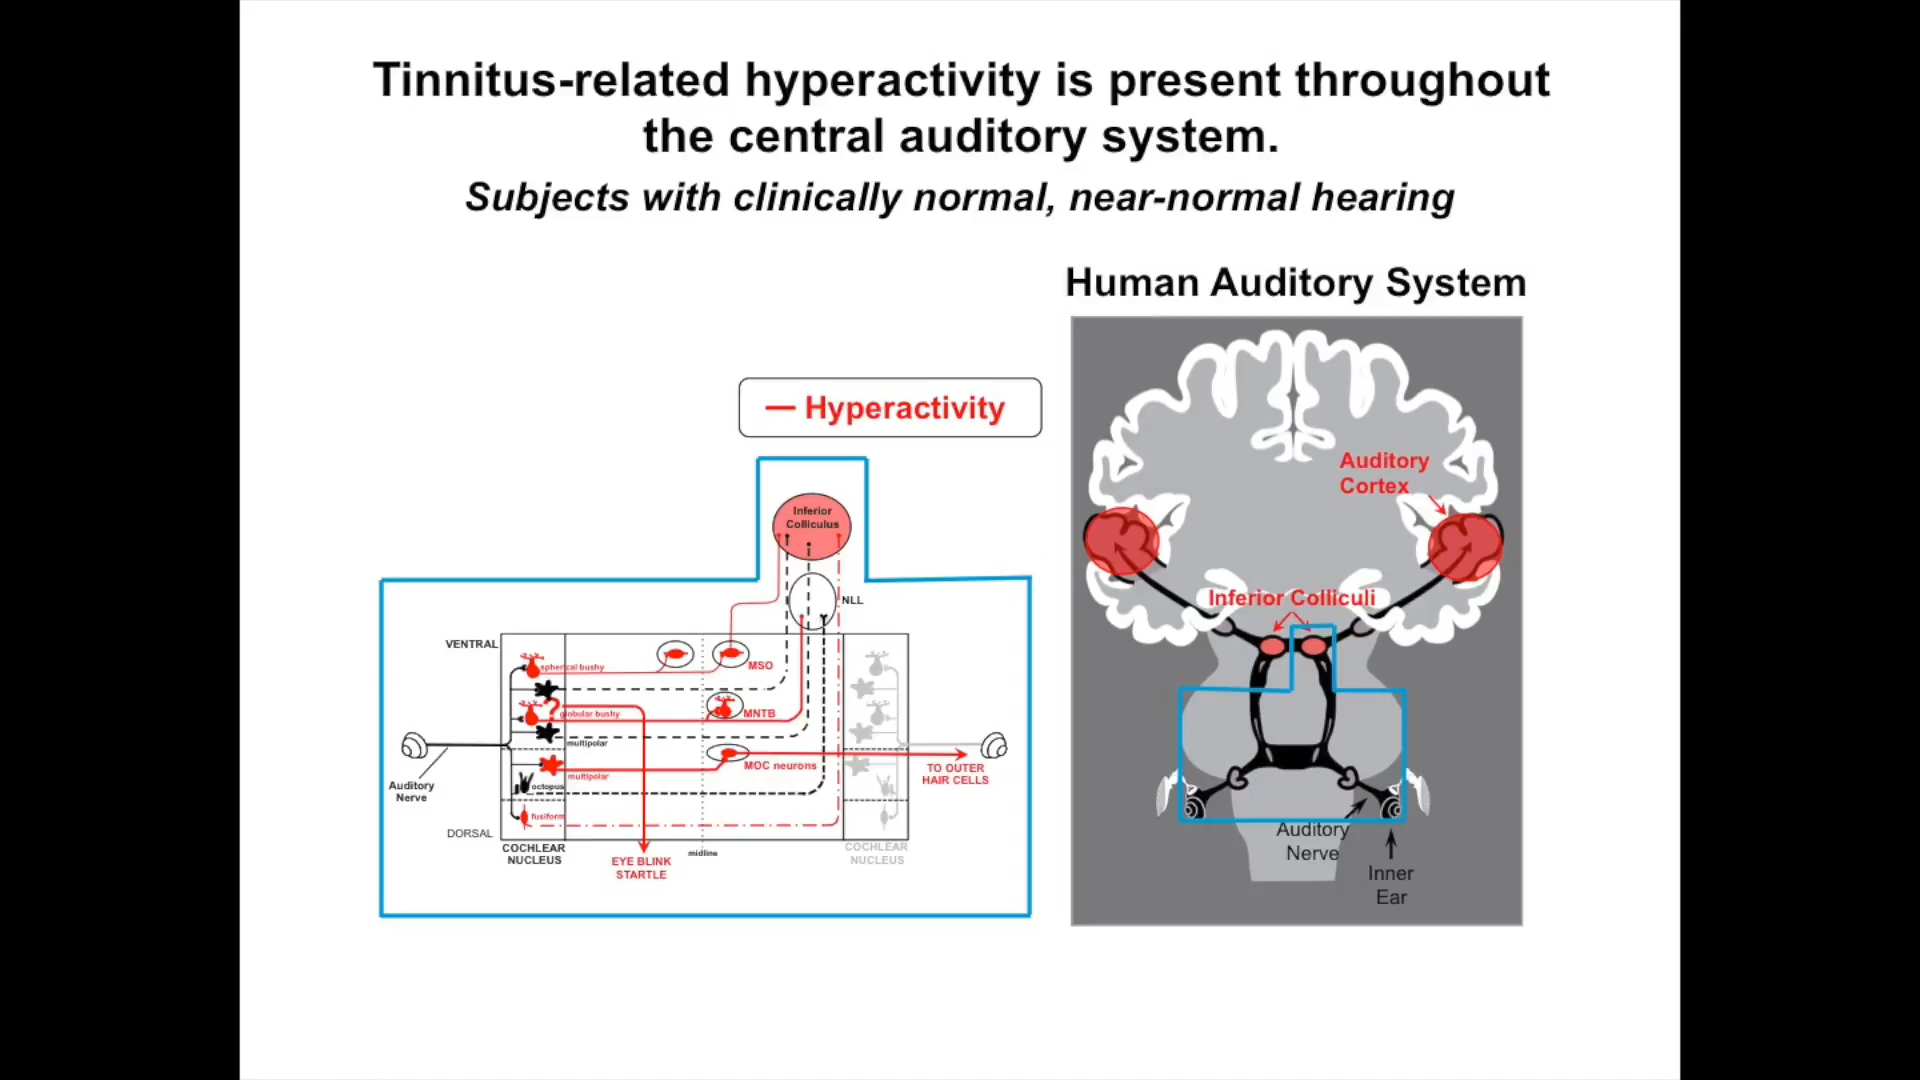 Tinnitus-related hyperactivity is present throughout
the central auditory system.
Subjects with clinically normal, near-normal hearing
Human Auditory System
— Hyperactivity
Inferior
Colliculus
NLL
VENTRAL
spherical bushy
MSO
?
globular bushy
MNTB
multipolar
MOC neurons
multipolar
octopus
fusiform
Auditory
Nerve
DORSAL
COCHLEAR
NUCLEUS
EYE BLINK
STARTLE
midline
COCHLEAR
NUCLEUS
TO OUTER
HAIR CELLS
Auditory
Cortex
Inferior Colliculi
Auditory
Nerve
Inner
Ear